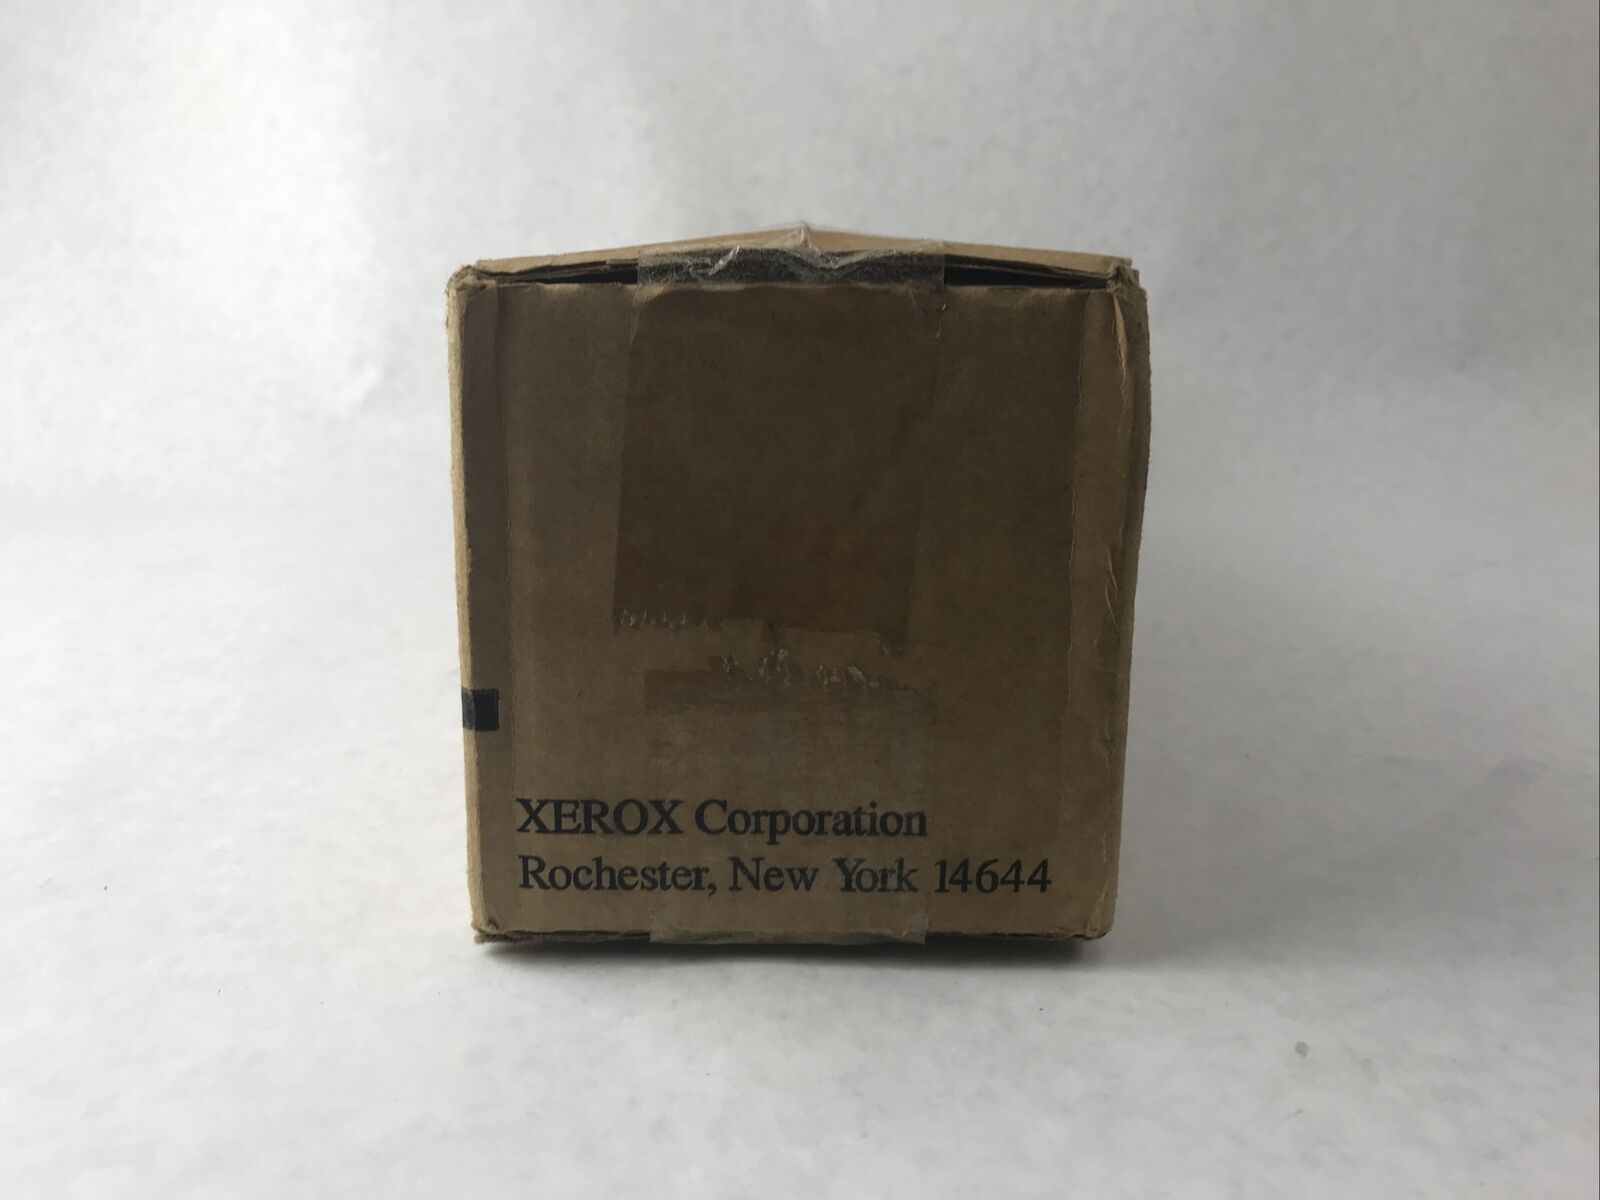 XEROX Corporation
Rochester, New York 14644